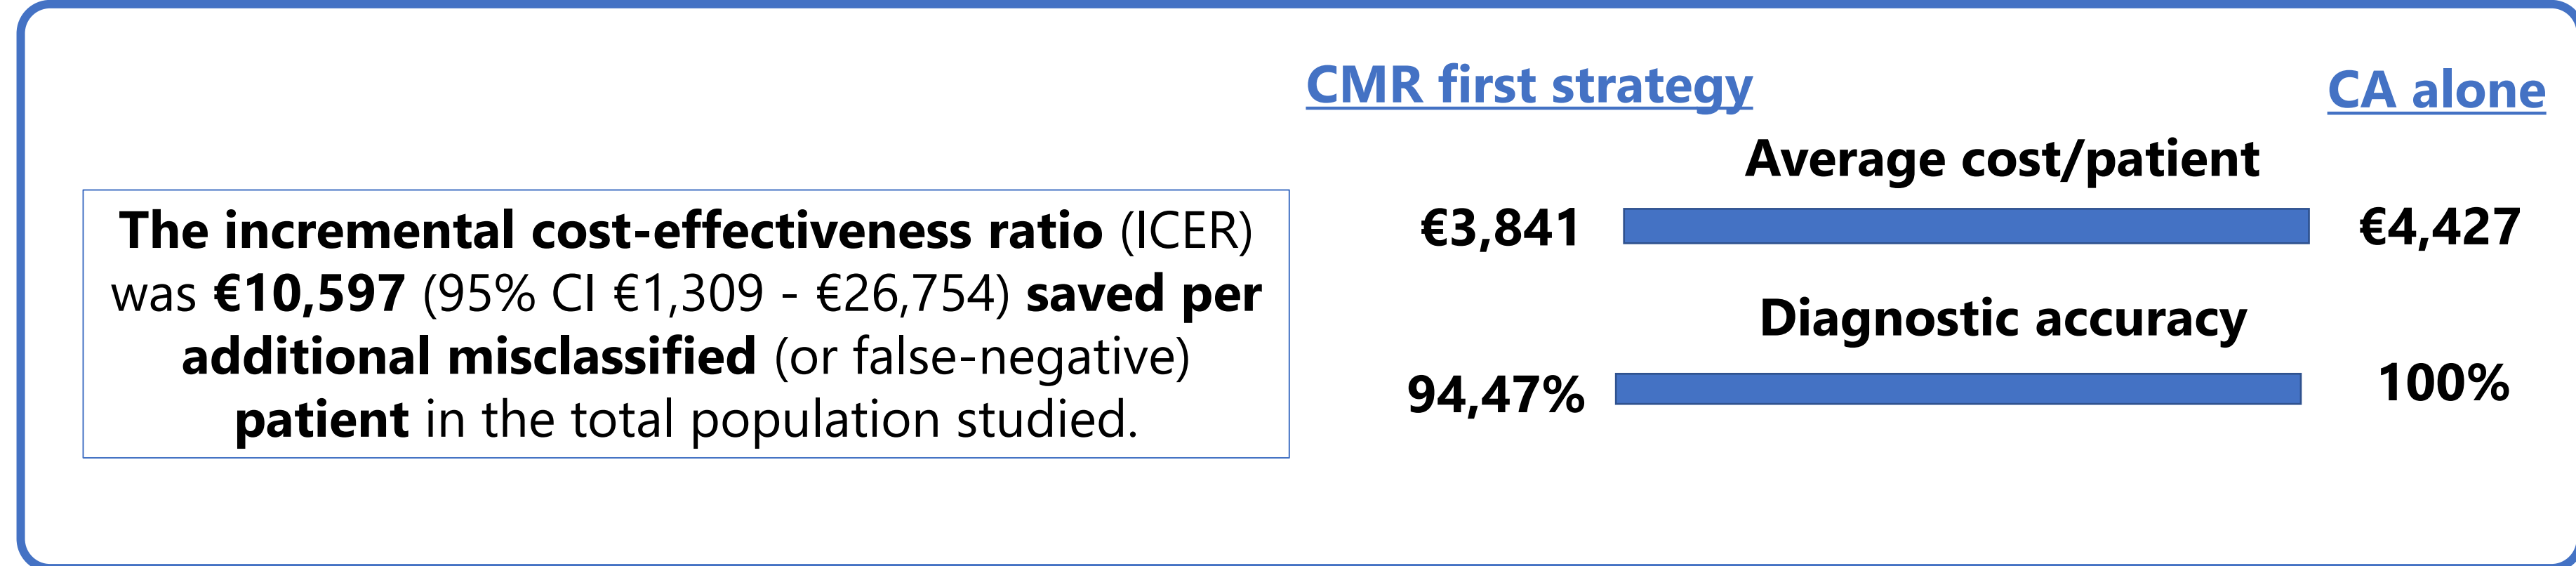 CMR first strategy
CA alone
Average cost/patient
€3,841
€4,427
Diagnostic accuracy
94,47%
100%
The incremental cost-effectiveness ratio (ICER)
was €10,597 (95% CI €1,309 - €26,754) saved per
additional misclassified (or false-negative)
patient in the total population studied.